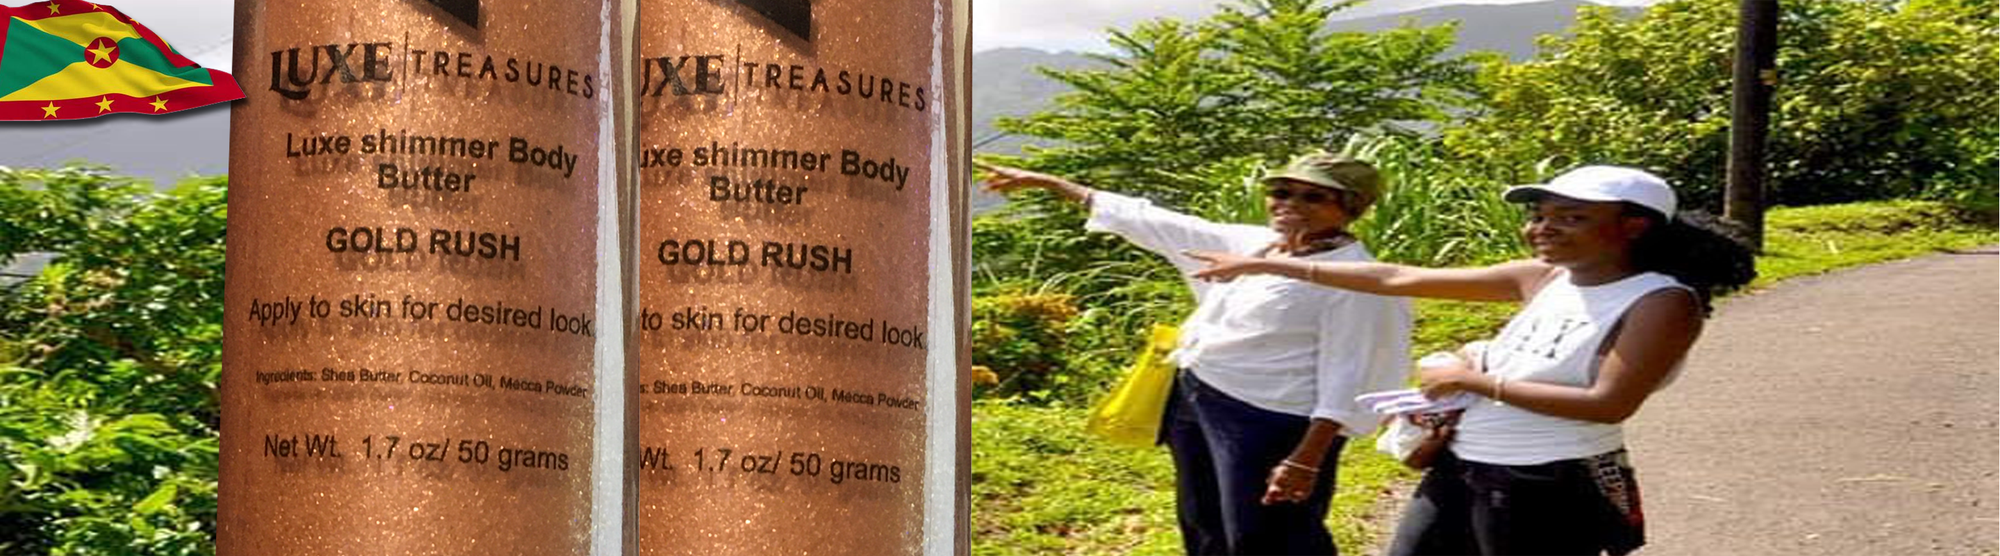 LUXE | TREASURES
Luxe shimmer Body
Butter
GOLD RUSH
Apply to skin for desired look
Ingredients: Shea Butter, Coconut Oil, Mecca Powder
Net Wt. 1.7 oz/ 50 grams
UXE | TREASURES
uxe shimmer Body
Butter
GOLD RUSH
to skin for desired look
s: Shea Butter, Coconut Oil, Mecca Powder
Wt. 1.7 oz/ 50 grams